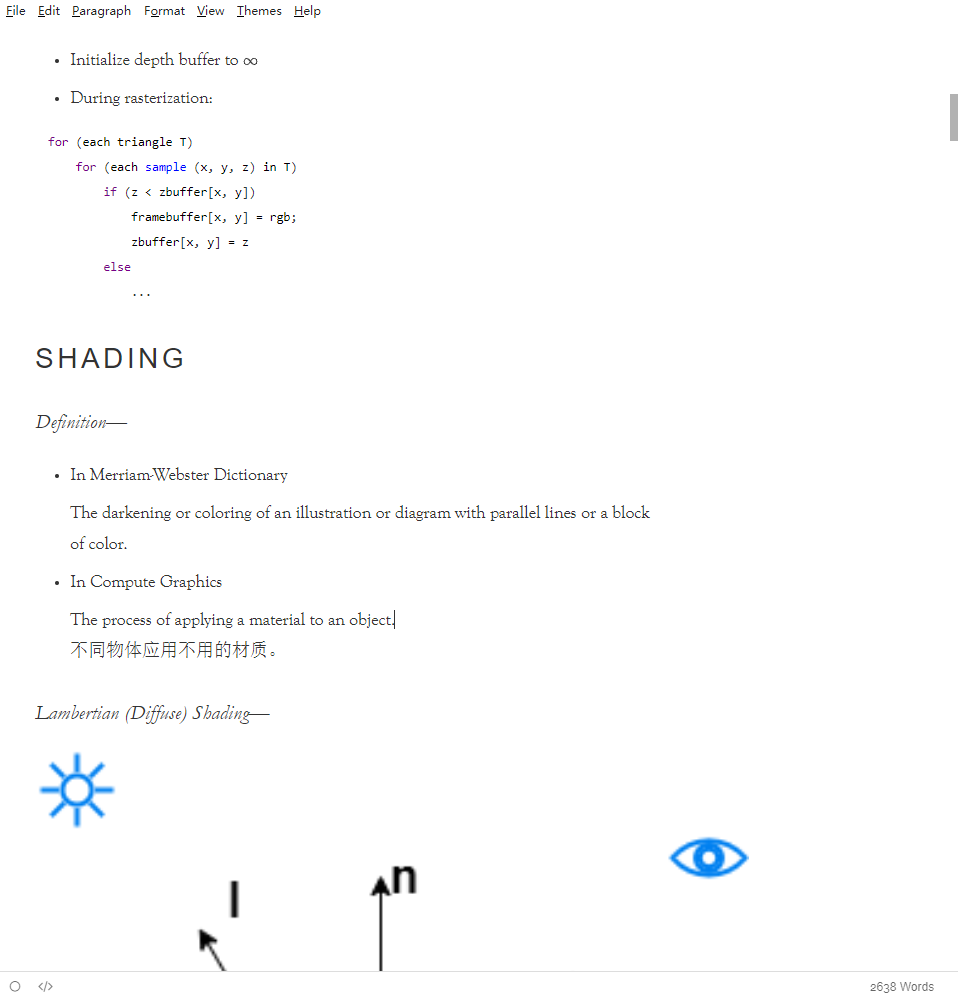 File Edit Paragraph Format View Themes Help
• Initialize depth buffer to ∞
• During rasterization:
for (each triangle T)
for (each sample (x, y, z) in T)
if (z < zbuffer[x, y])
framebuffer[x, y] = rgb;
zbuffer[x, y] = z
else
...
SHADING
Definition—
• In Merriam-Webster Dictionary
The darkening or coloring of an illustration or diagram with parallel lines or a block
of color.
• In Compute Graphics
The process of applying a material to an object.
不同物体应用不用的材质。
Lambertian (Diffuse) Shading—
n
l
</> 2638 Words